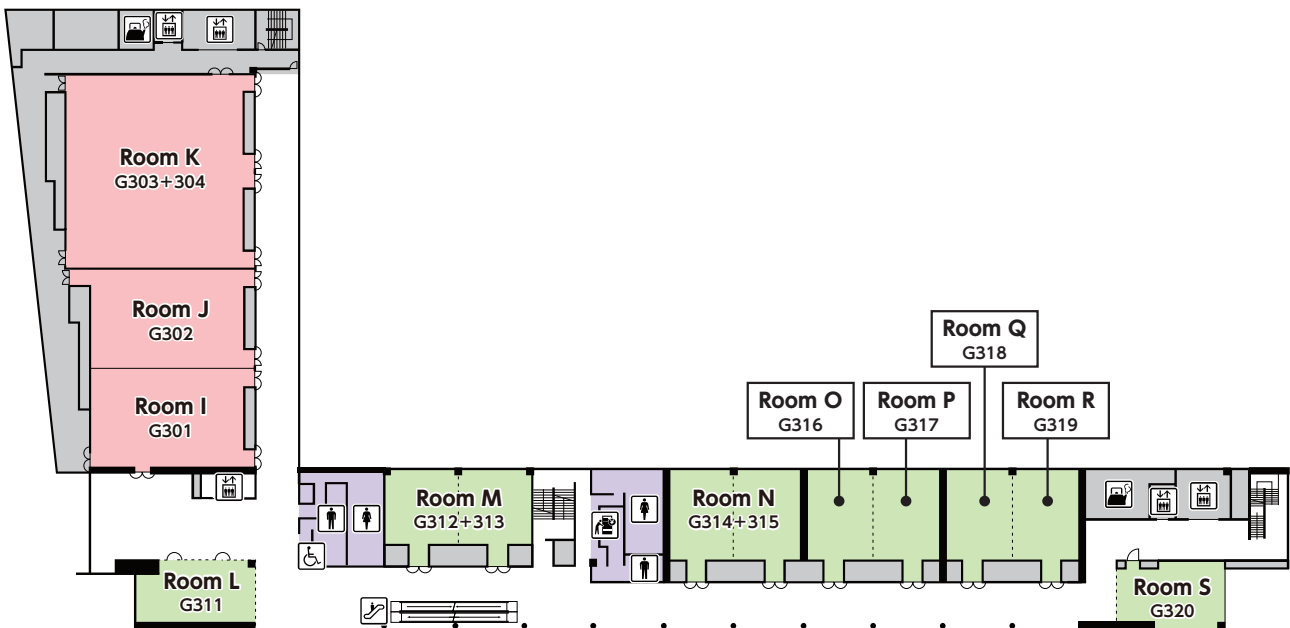 Room K
G303+304
Room J
G302
Room I
G301
Room L
G311
Room M
G312+313
Room N
G314+315
Room O
G316
Room P
G317
Room Q
G318
Room R
G319
Room S
G320